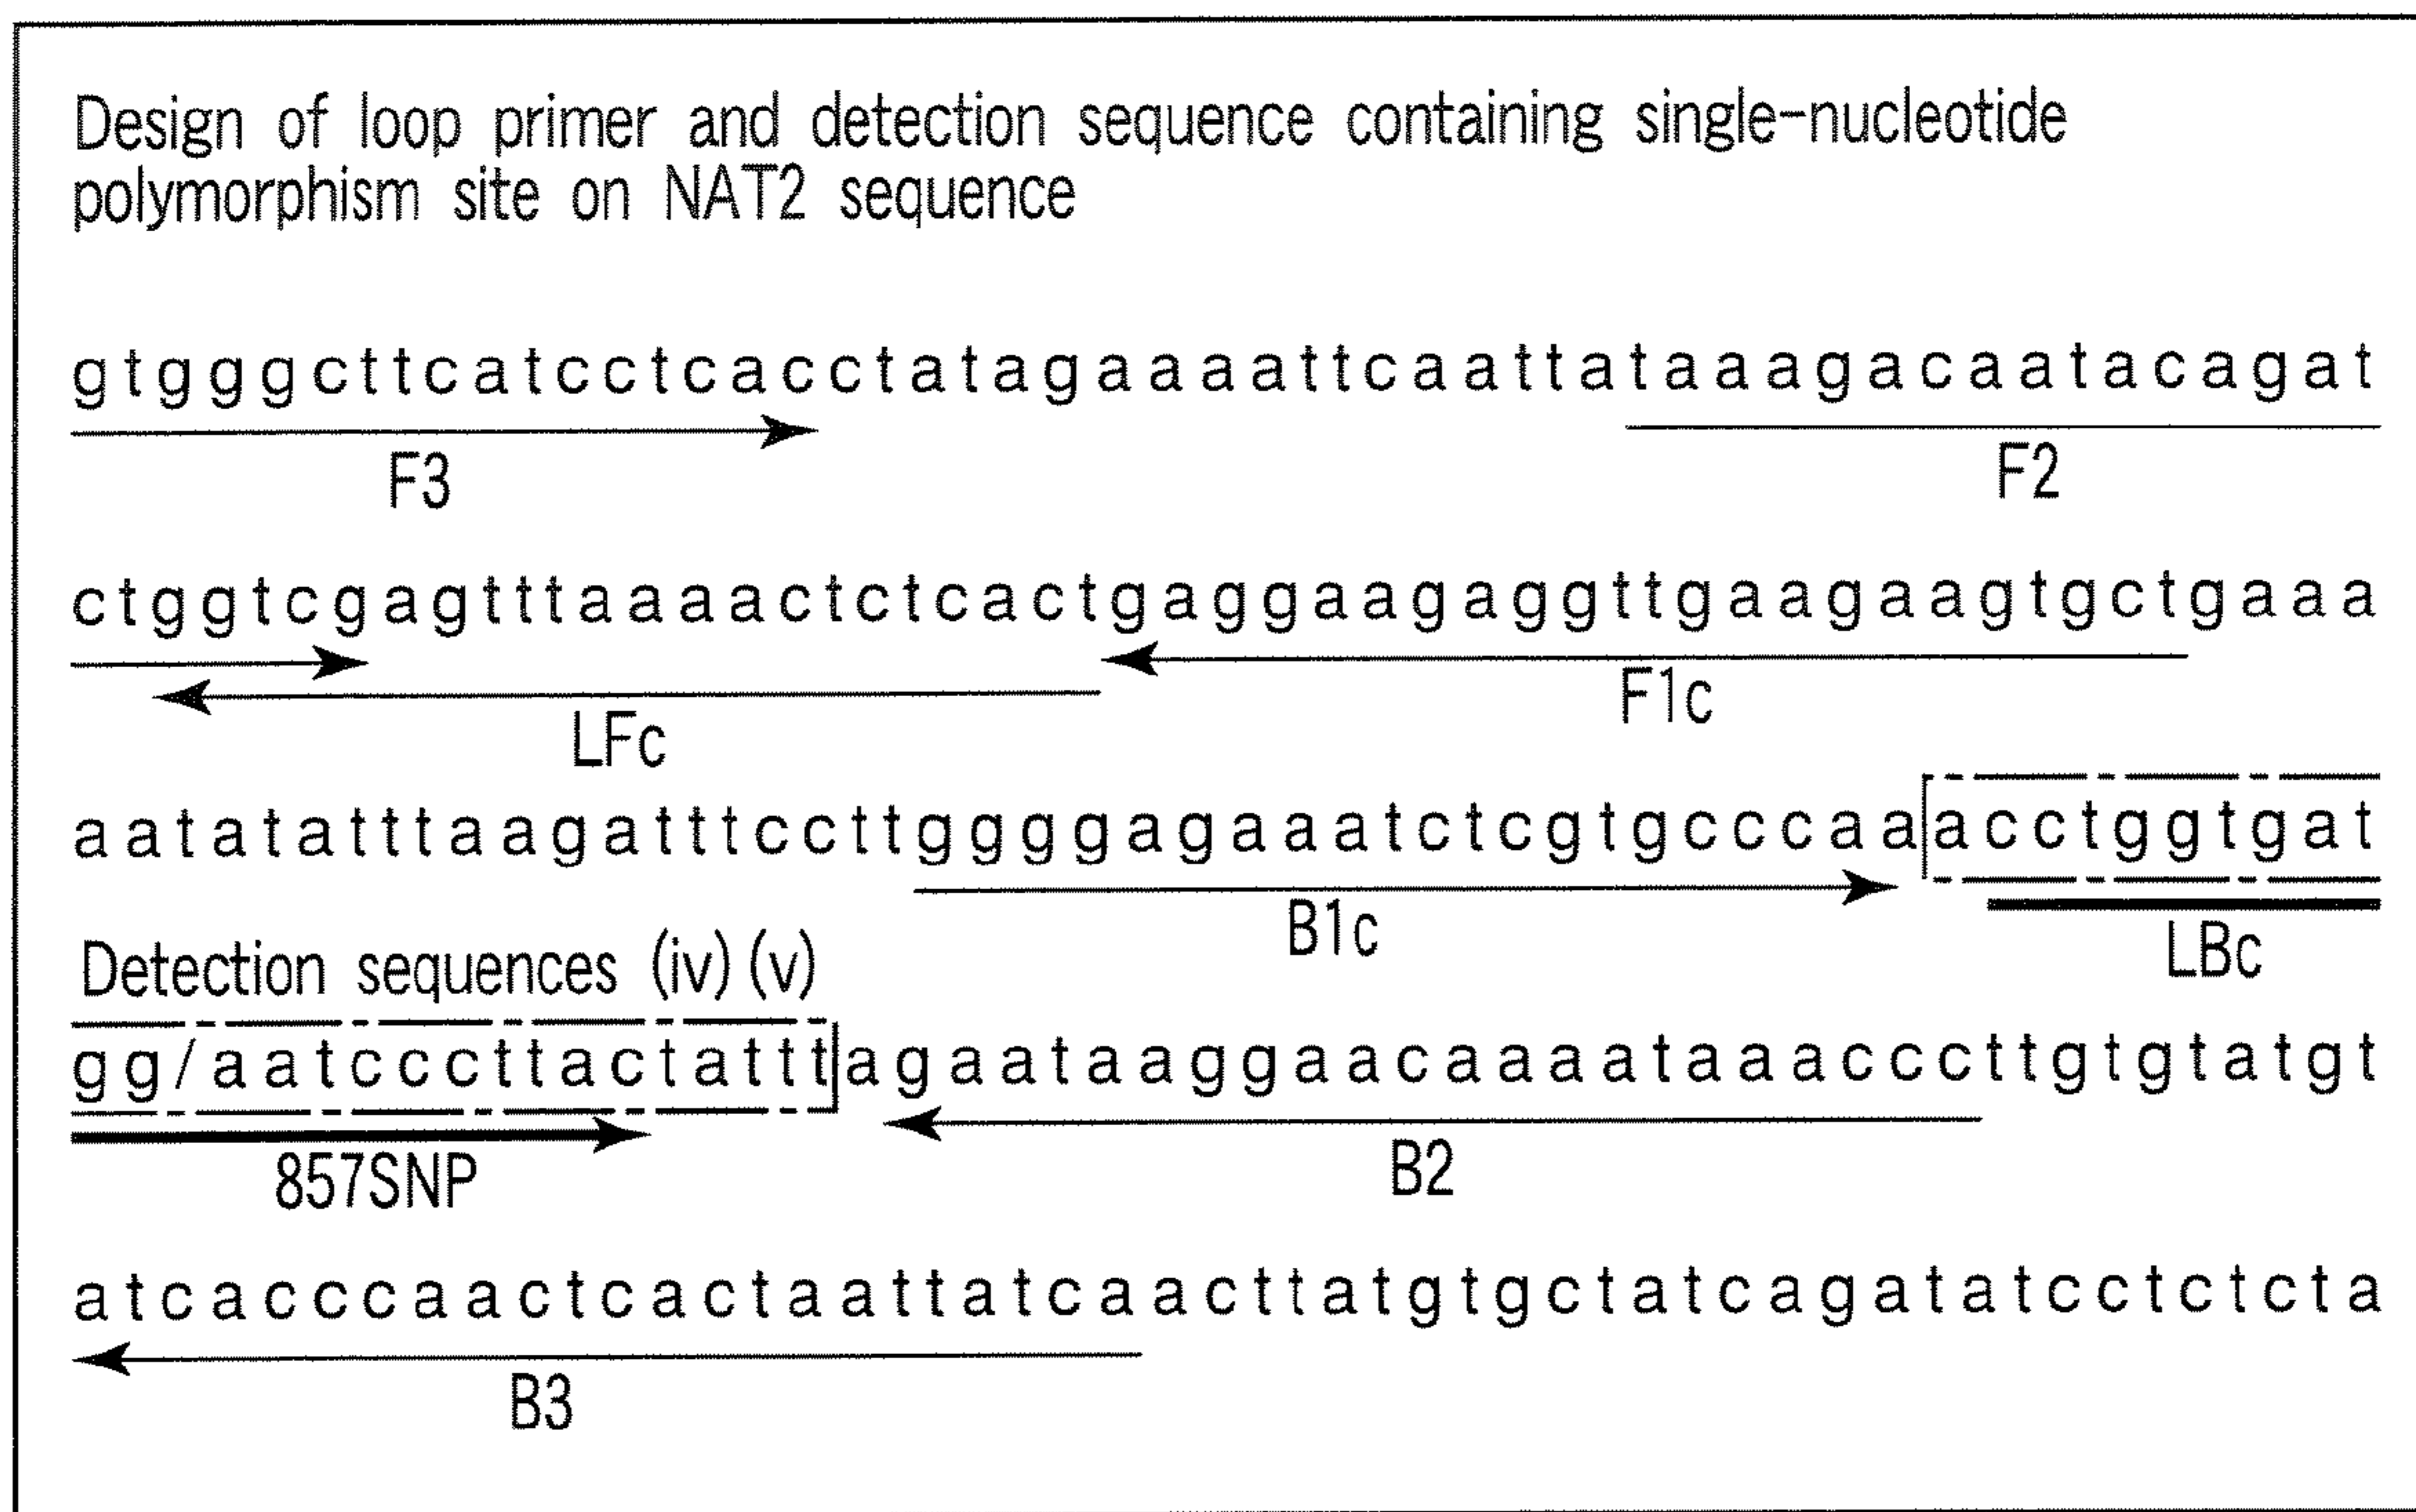 Design of loop primer and detection sequence containing single-nucleotide
polymorphism site on NAT2 sequence
gtgggcttcatcctcacctatagaaaattcaattataaagacaatacagat
F3
F2
ctggtcgagtttaaaactctcactgaggaagaggttgaagaagtgctgaaa
F1c
LFc
aatatatttaagatttccttggggagaaatctcgtgcccaaacctggtgat
B1c
LBc
Detection sequences (iv)(v)
gg/aatcccttactatttagaataaggaacaaaataaacccttgtgtatgt
857SNP
B2
atcacccaactcactaattatcaacttatgtgctatcagatatcctctcta
B3